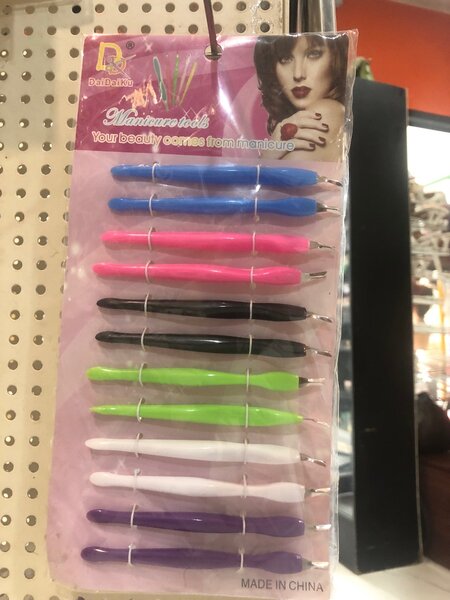 D ®
DaiDaiKu
Manicure tools
Your beauty comes from manicure
MADE IN CHINA